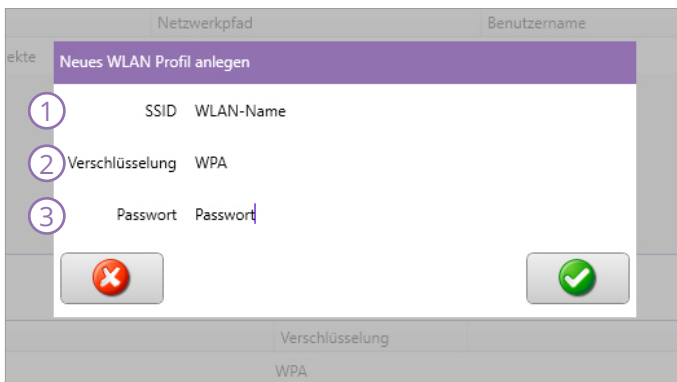 Netzwerkpfad Benutzername
ekte
Neues WLAN Profil anlegen
1 SSID WLAN-Name
2 Verschlüsselung WPA
3 Passwort Passwort
Verschlüsselung
WPA